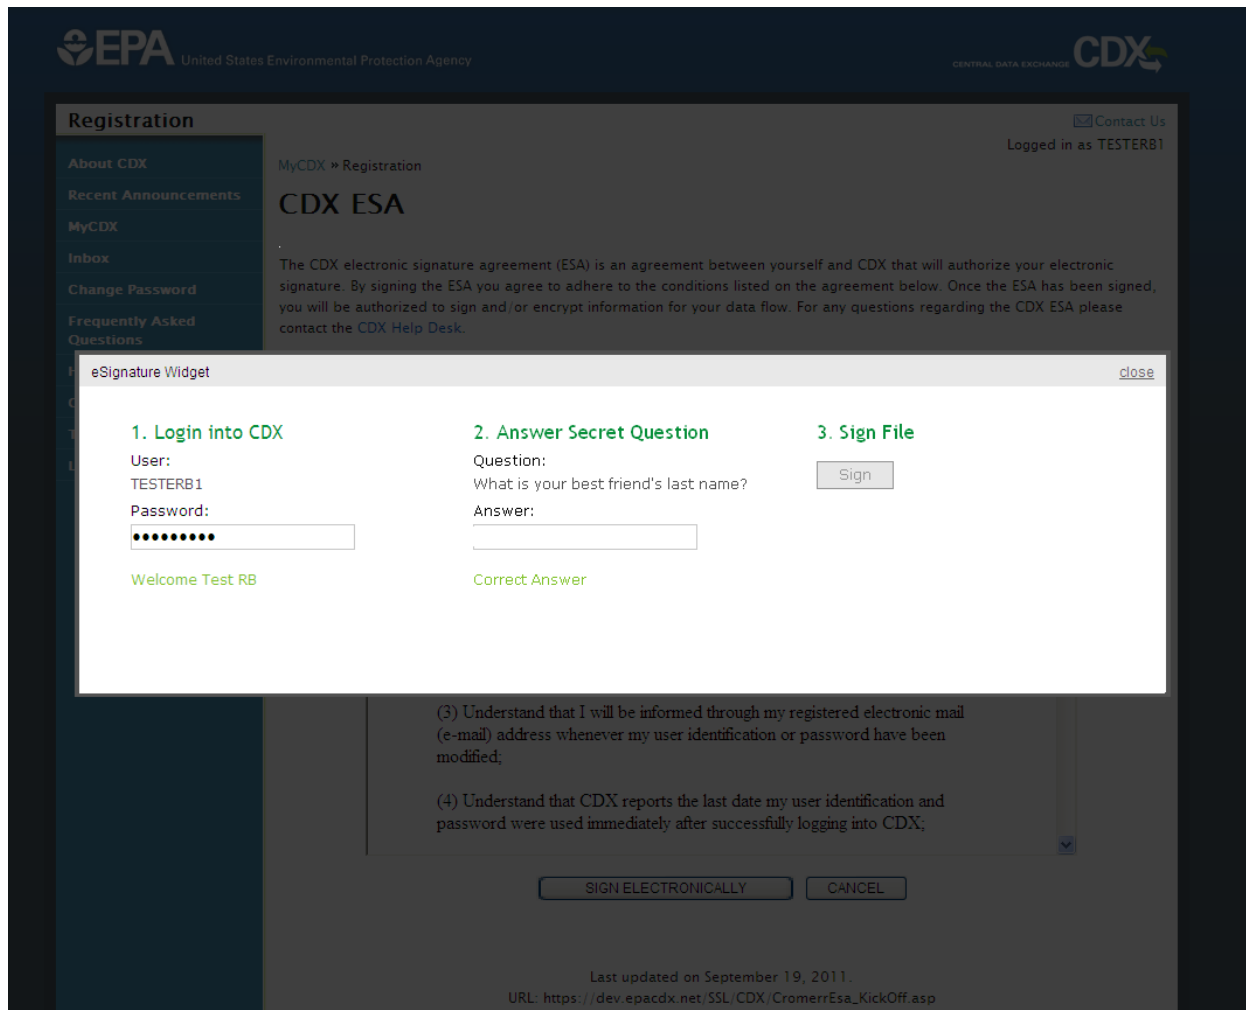 EPA United States Environmental Protection Agency
CENTRAL DATA EXCHANGE CDX
Registration
Contact Us
Logged in as TESTERB1
About CDX
Recent Announcements
MyCDX
Inbox
Change Password
Frequently Asked
Questions
MyCDX » Registration
CDX ESA
.
The CDX electronic signature agreement (ESA) is an agreement between yourself and CDX that will authorize your electronic
signature. By signing the ESA you agree to adhere to the conditions listed on the agreement below. Once the ESA has been signed,
you will be authorized to sign and/or encrypt information for your data flow. For any questions regarding the CDX ESA please
contact the CDX Help Desk.
eSignature Widget
close
1. Login into CDX
User:
TESTERB1
Password:
•••••••••
Welcome Test RB
2. Answer Secret Question
Question:
What is your best friend's last name?
Answer:
Correct Answer
3. Sign File
Sign
(3) Understand that I will be informed through my registered electronic mail
(e-mail) address whenever my user identification or password have been
modified;
(4) Understand that CDX reports the last date my user identification and
password were used immediately after successfully logging into CDX;
SIGN ELECTRONICALLY
CANCEL
Last updated on September 19, 2011.
URL: https://dev.epacdx.net/SSL/CDX/CromerrEsa_KickOff.asp